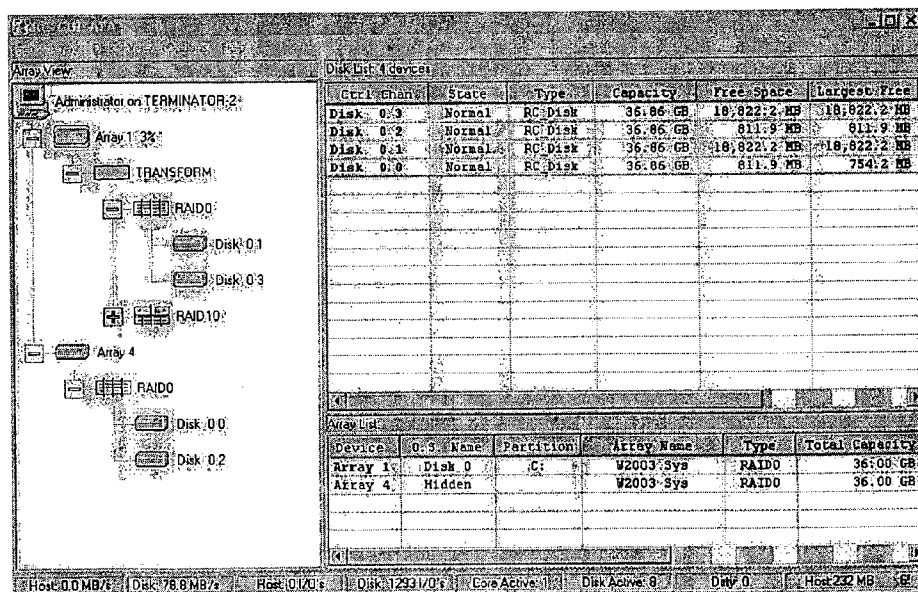 Array View
Disk List: 4 devices
Administrator on TERMINATOR-2
Array 1 3%
TRANSFORM
RAID0
Disk 0:1
Disk 0:3
RAID10
Array 4
RAID0
Disk 0:0
Disk 0:2
Ctrl Chan State Type Capacity Free Space Largest Free
Disk 0:3 Normal RC-Disk 36.86 GB 18,822.2 MB 18,822.2 MB
Disk 0:2 Normal RC-Disk 36.86 GB 811.9 MB 811.9 MB
Disk 0:1 Normal RC-Disk 36.86 GB 18,822.2 MB 18,822.2 MB
Disk 0:0 Normal RC-Disk 36.86 GB 811.9 MB 754.2 MB
Array List
Device O.S. Name Partition Array Name Type Total Capacity
Array 1 Disk 0 C: W2003 Sys RAID0 36.00 GB
Array 4 Hidden W2003 Sys RAID0 36.00 GB
Host: 0.0 MB/s Disk: 78.8 MB/s Host: 0 I/O's Disk: 1293 I/O's Core Active: 1 Disk Active: 8 Dirty: 0 Host: 232 MB